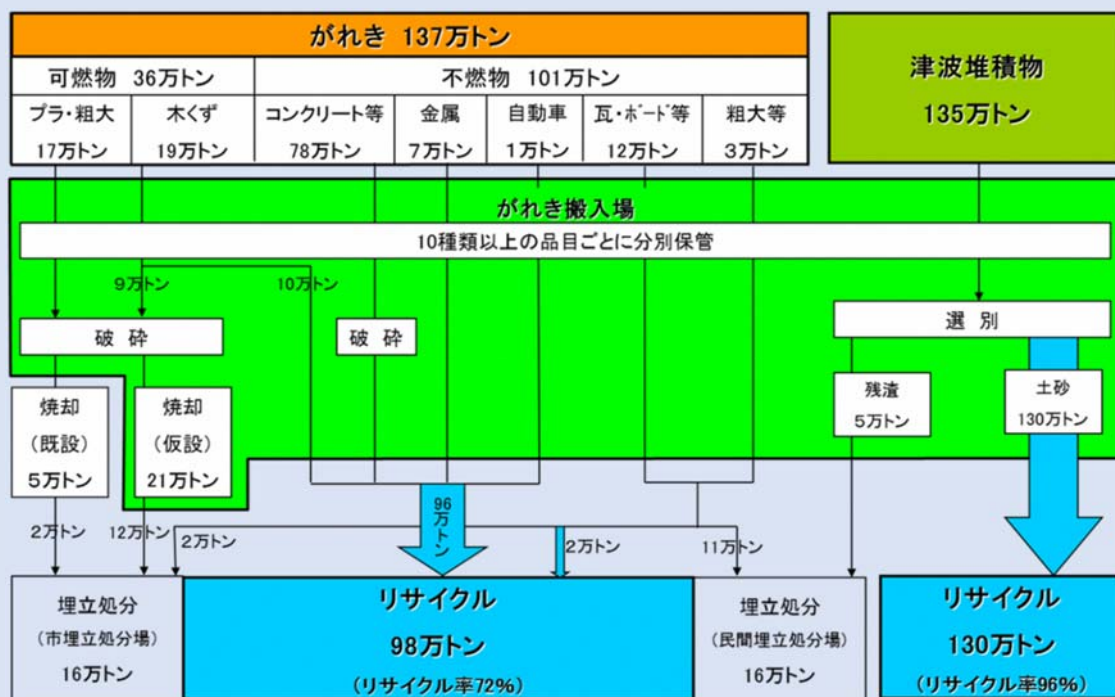 がれき 137万トン
可燃物 36万トン
不燃物 101万トン
プラ・粗大
17万トン
木くず
19万トン
コンクリート等
78万トン
金属
7万トン
自動車
1万トン
瓦・ボード等
12万トン
粗大等
3万トン
津波堆積物
135万トン
がれき搬入場
10種類以上の品目ごとに分別保管
9万トン
10万トン
破 砕
破 砕
選 別
焼却
(既設)
5万トン
焼却
(仮設)
21万トン
残渣
5万トン
土砂
130万トン
96万トン
2万トン
12万トン
2万トン
2万トン
11万トン
埋立処分
(市埋立処分場)
16万トン
リサイクル
98万トン
(リサイクル率72%)
埋立処分
(民間埋立処分場)
16万トン
リサイクル
130万トン
(リサイクル率96%)